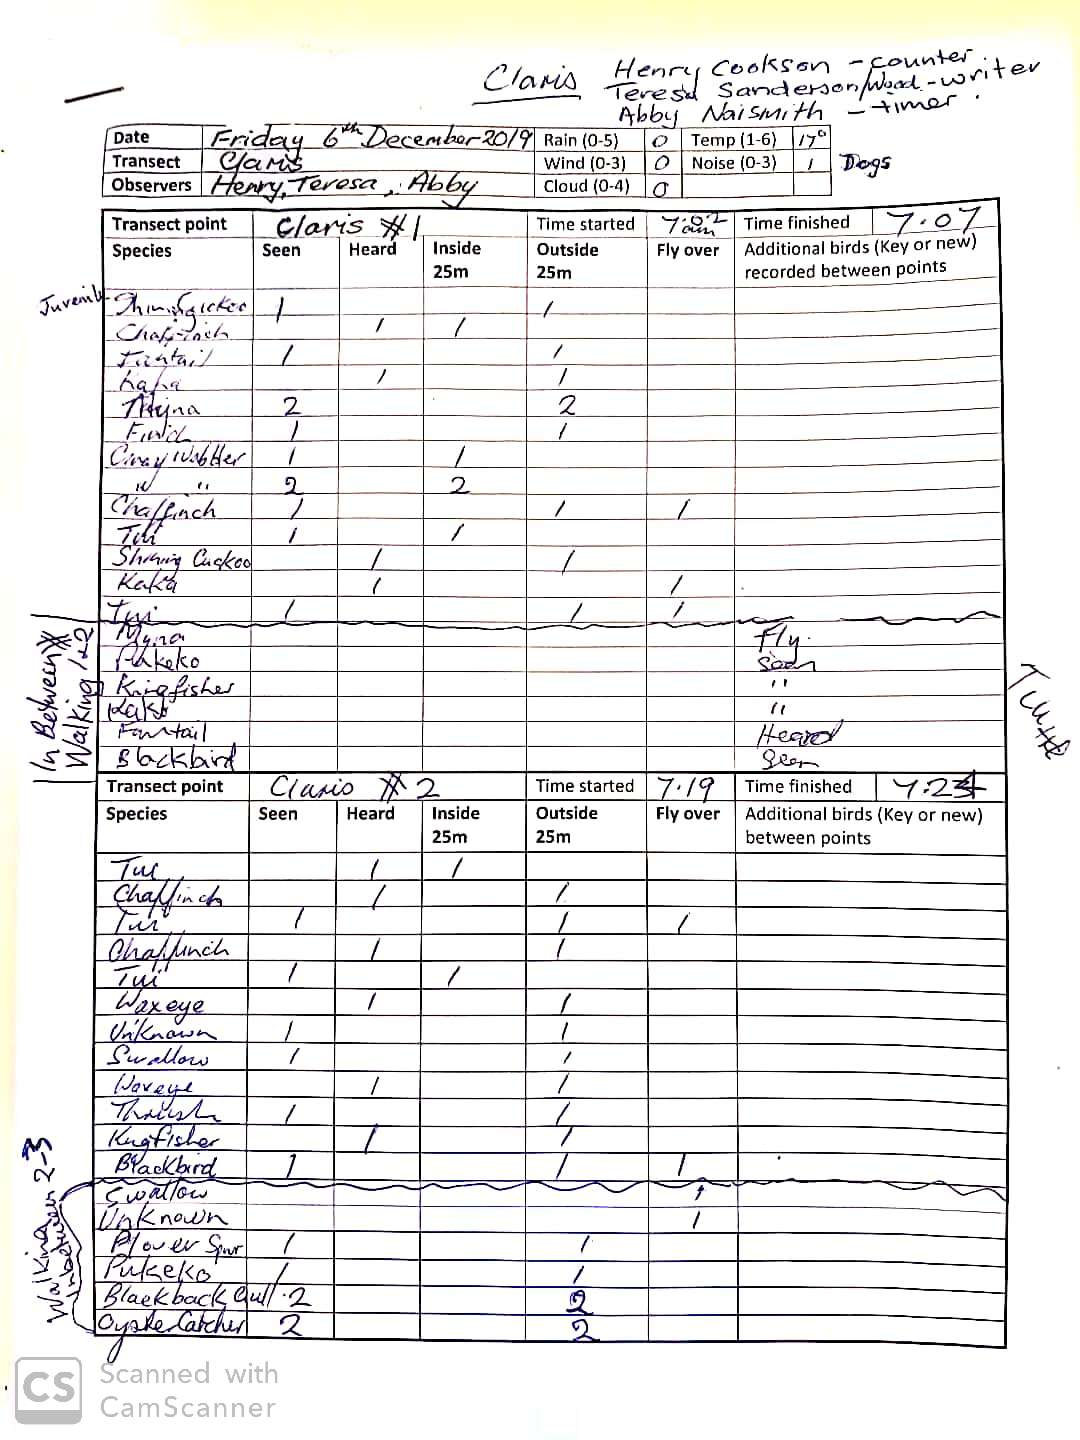 Claris Henry Cookson - counter
Teresa Sanderson/Wood - writer
Abby Naismith - timer.
Date Friday 6th December 2019 Rain (0-5) 0 Temp (1-6) 17°
Transect Claris Wind (0-3) 0 Noise (0-3) 1 Dogs
Observers Henry, Teresa, Abby Cloud (0-4) 0
Transect point Claris #1 Time started 7:02 am Time finished 7.07
Species Seen Heard Inside 25m Outside 25m Fly over Additional birds (Key or new) recorded between points
Juvenile Shining Cuckoo 1 1
Chaffinch 1 1
Fantail 1 1
Kaka 1 1
Myna 2 2
Finch 1 1
Gray Warbler 1 1
" " 2 2
Chaffinch 1 1 1
Tui 1 1
Shining Cuckoo 1 1
Kaka 1 1
Tui 1 1 1
In Between #
Walking 1-2
Myna Fly.
Pukeko Seen
Kingfisher "
Kaka "
Fantail Heard
Blackbird Seen
Transect point Claris #2 Time started 7.19 Time finished 7:24
Species Seen Heard Inside 25m Outside 25m Fly over Additional birds (Key or new) between points
Tui 1 1
Chaffinch 1 1
Tui 1 1 1
Chaffinch 1 1
Tui 1 1
Waxeye 1 1
Unknown 1 1
Swallow 1 1
Waxeye 1 1
Thrush 1 1
Kingfisher 1 1
Blackbird 1 1 1
Walking Inbetween 2-3
Swallow 1
Unknown 1
Plover Spur 1 1
Pukeko 1 1
Blackback Gull 2 2
Oyster Catcher 2 2
CS Scanned with
CamScanner